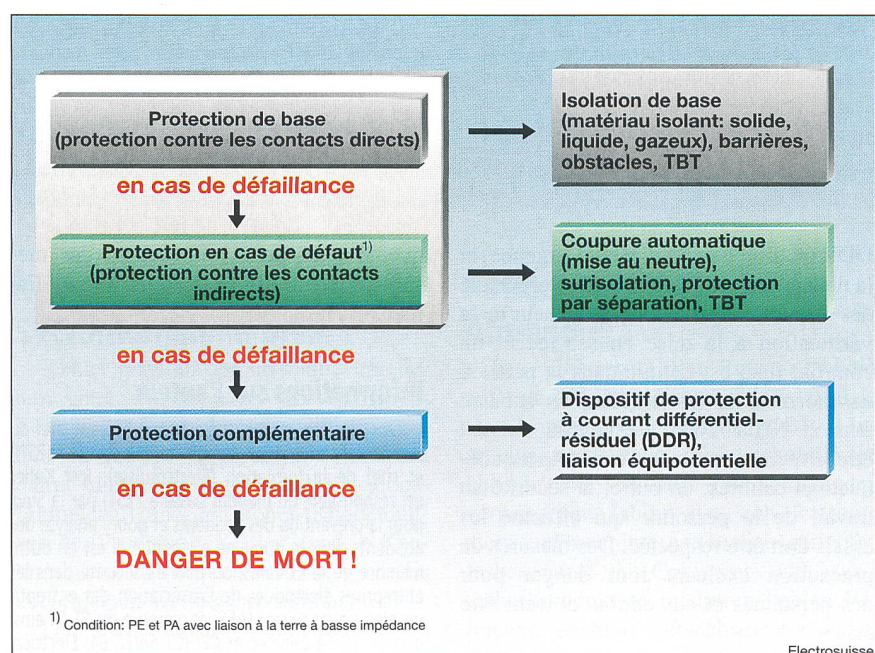 Protection de base
(protection contre les contacts directs)
Isolation de base
(matériau isolant: solide,
liquide, gazeux), barrières,
obstacles, TBT
en cas de défaillance
Protection en cas de défaut¹⁾
(protection contre les contacts
indirects)
Coupure automatique
(mise au neutre),
surisolation, protection
par séparation, TBT
en cas de défaillance
Protection complémentaire
Dispositif de protection
à courant différentiel-
résiduel (DDR),
liaison équipotentielle
en cas de défaillance
DANGER DE MORT!
¹⁾ Condition: PE et PA avec liaison à la terre à basse impédance
Electrosuisse